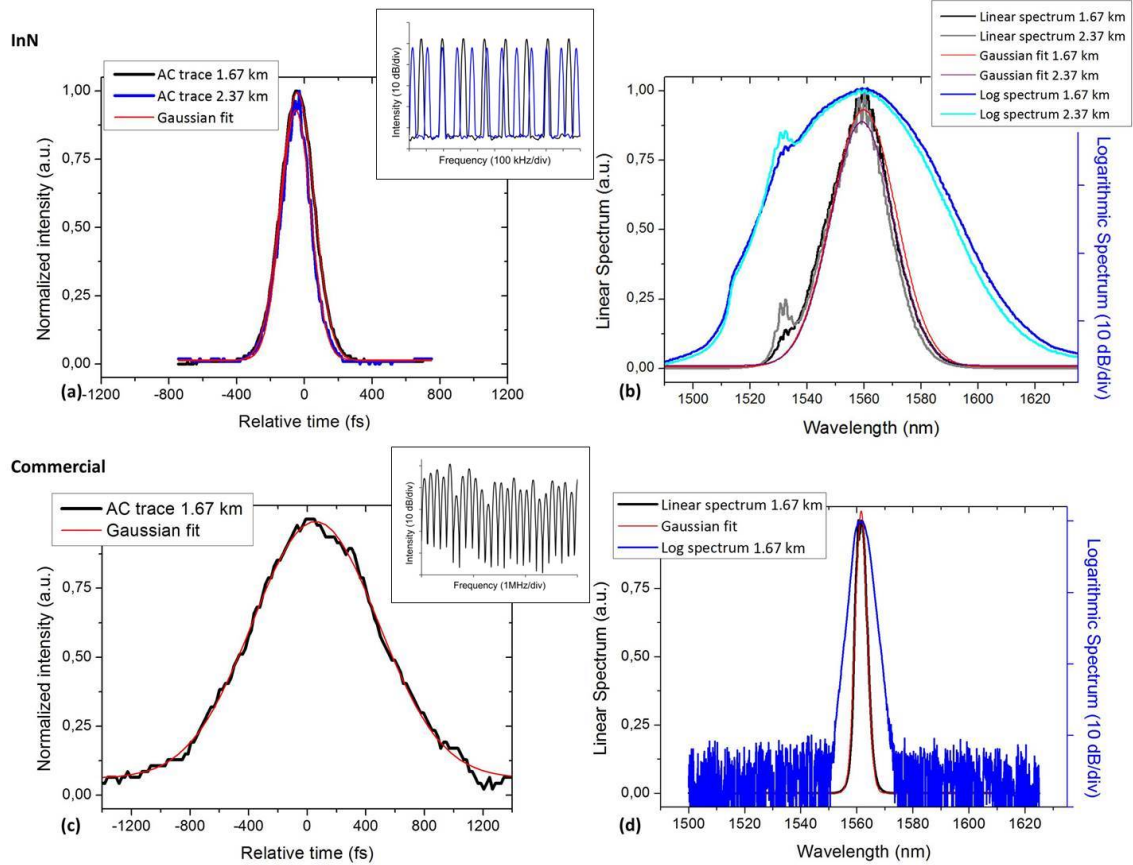 InN
AC trace 1.67 km
AC trace 2.37 km
Gaussian fit
Intensity (10 dB/div)
Frequency (100 kHz/div)
1,00
0,75
0,50
0,25
0,00
Normalized intensity (a.u.)
(a)
-1200 -800 -400 0 400 800 1200
Relative time (fs)
Linear spectrum 1.67 km
Linear spectrum 2.37 km
Gaussian fit 1.67 km
Gaussian fit 2.37 km
Log spectrum 1.67 km
Log spectrum 2.37 km
1,00
0,75
0,50
0,25
0,00
Linear Spectrum (a.u.)
Logarithmic Spectrum (10 dB/div)
(b)
1500 1520 1540 1560 1580 1600 1620
Wavelength (nm)
Commercial
AC trace 1.67 km
Gaussian fit
Intensity (10 dB/div)
Frequency (1MHz/div)
0,75
0,50
0,25
0,00
Normalized intensity (a.u.)
(c)
-1200 -800 -400 0 400 800 1200
Relative time (fs)
Linear spectrum 1.67 km
Gaussian fit
Log spectrum 1.67 km
0,75
0,50
0,25
0,00
Linear Spectrum (a.u.)
Logarithmic Spectrum (10 dB/div)
(d)
1500 1520 1540 1560 1580 1600 1620
Wavelength (nm)